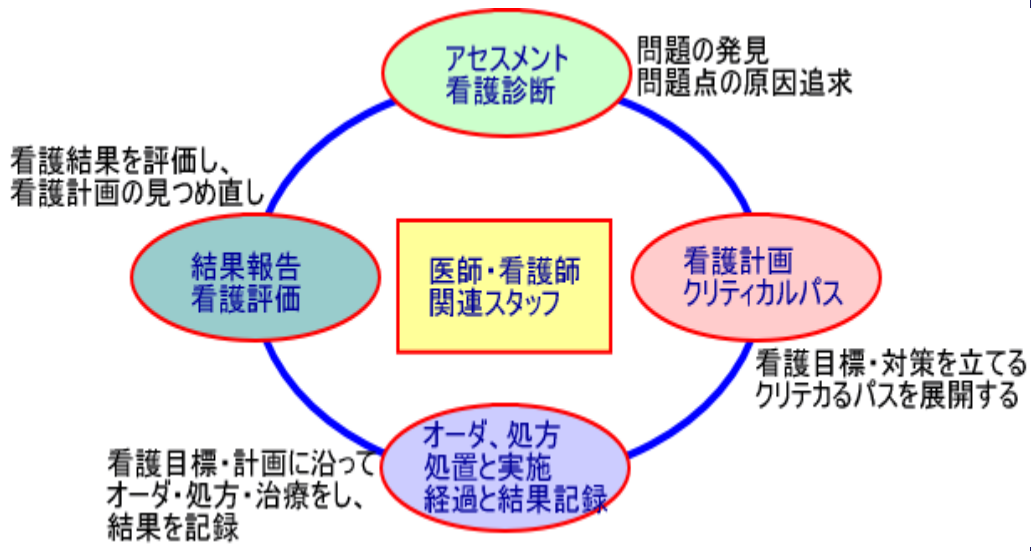 アセスメント
看護診断
問題の発見
問題点の原因追求
看護結果を評価し、
看護計画の見つめ直し
結果報告
看護評価
医師・看護師
関連スタッフ
看護計画
クリティカルパス
看護目標・対策を立てる
クリテカるパスを展開する
オーダ、処方
処置と実施
経過と結果記録
看護目標・計画に沿って
オーダ・処方・治療をし、
結果を記録